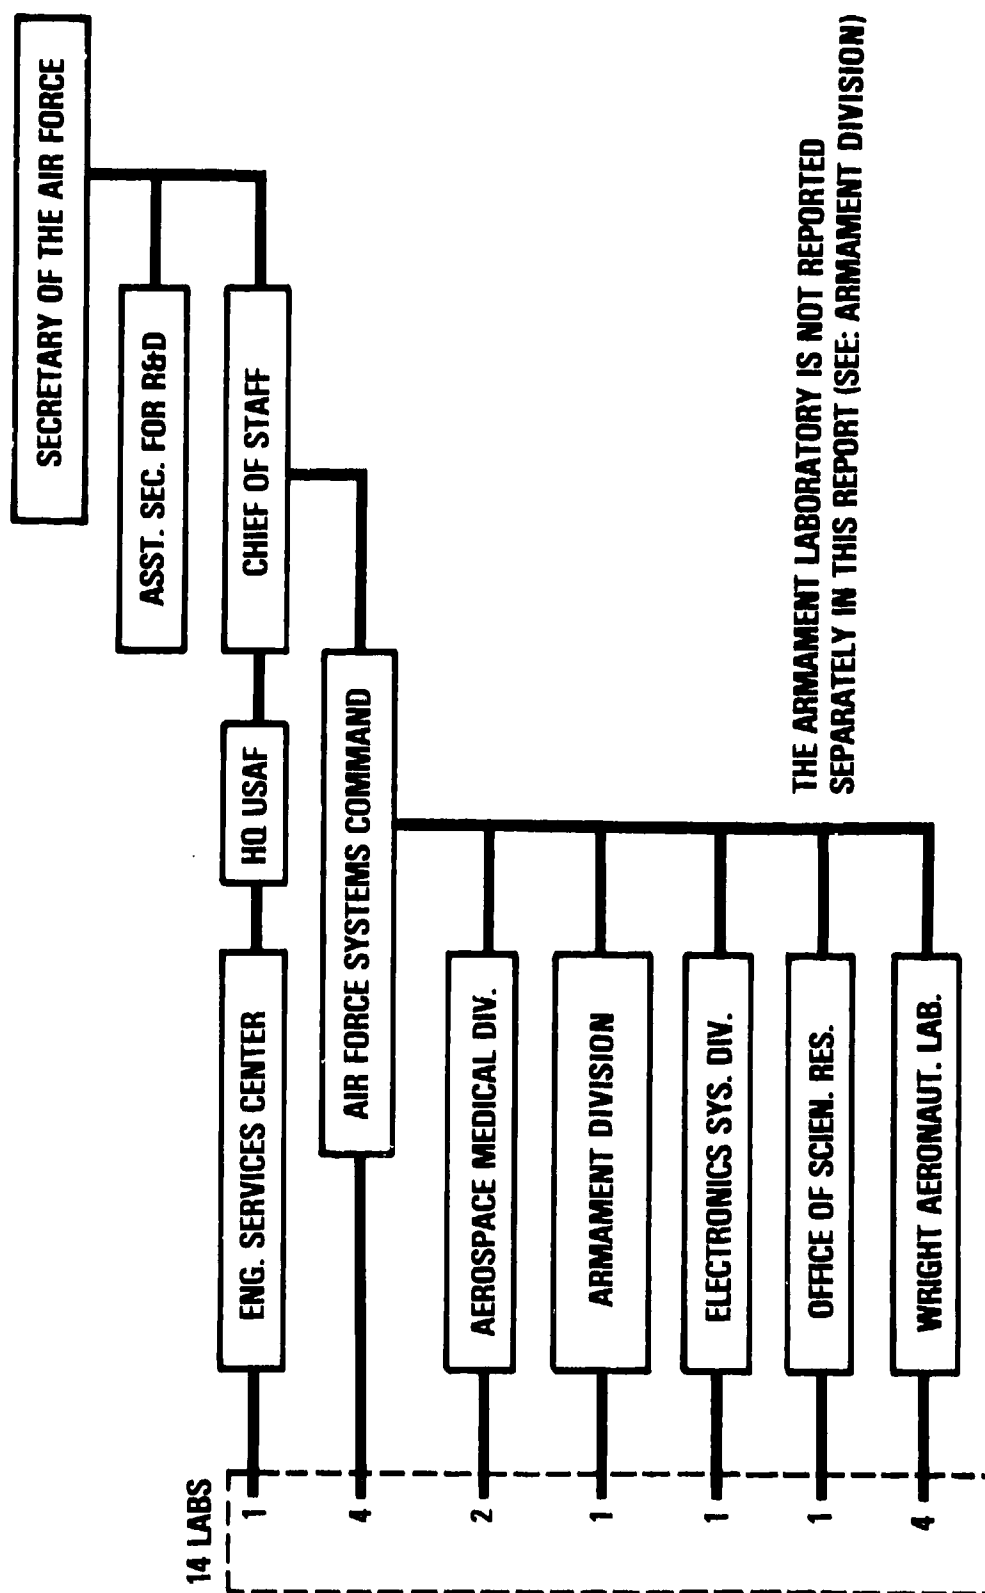 SECRETARY OF THE AIR FORCE
ASST. SEC. FOR R&D
CHIEF OF STAFF
HQ USAF
ENG. SERVICES CENTER
AIR FORCE SYSTEMS COMMAND
AEROSPACE MEDICAL DIV.
ARMAMENT DIVISION
ELECTRONICS SYS. DIV.
OFFICE OF SCIEN. RES.
WRIGHT AERONAUT. LAB.
14 LABS
1
4
2
1
1
1
4
THE ARMAMENT LABORATORY IS NOT REPORTED
SEPARATELY IN THIS REPORT (SEE: ARMAMENT DIVISION)